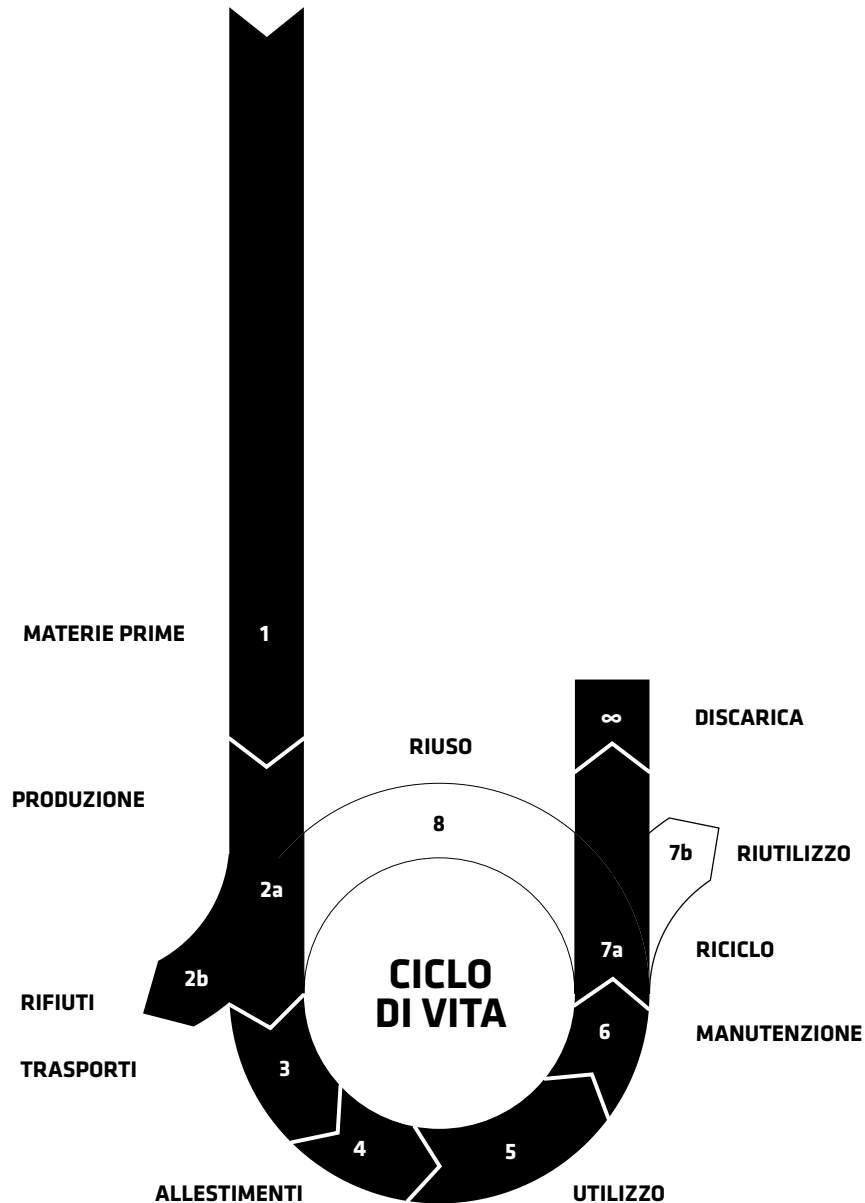 MATERIE PRIME
1
∞
DISCARICA
RIUSO
PRODUZIONE
8
7b
RIUTILIZZO
2a
7a
RICICLO
CICLO
DI VITA
2b
RIFIUTI
6
MANUTENZIONE
TRASPORTI
3
4
5
ALLESTIMENTI
UTILIZZO